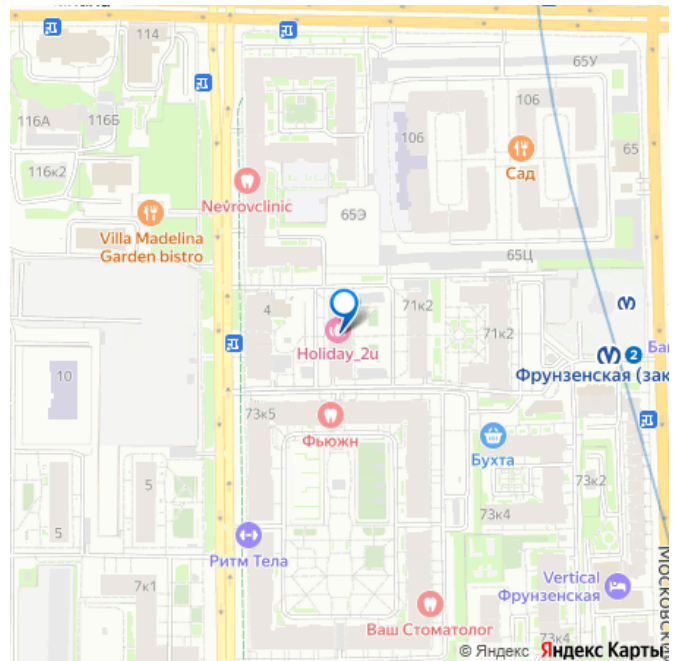 114
65У
116А
116Б
106
106
Сад
65
116к2
Nevrovclinic
65Э
Villa Madelina
Garden bistro
65Ц
4
71к2
71к2
Holiday_2u
2
Ба
Фрунзенская (зак
10
73к5
Фьюжн
Бухта
73к2
5
5
73к4
Ритм Тела
7к1
Vertical
Фрунзенская
Ваш Стоматолог
73к4
МОСКОВСКИ
© Яндекс Яндекс Карты